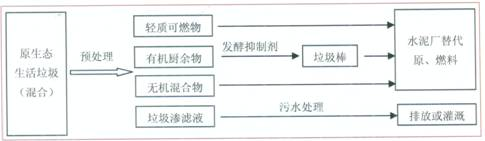 原生态
生活垃圾
（混合）
预处理
轻质可燃物
有机厨余物
无机混合物
垃圾渗滤液
发酵抑制剂
垃圾棒
污水处理
水泥厂替代
原、燃料
排放或灌溉